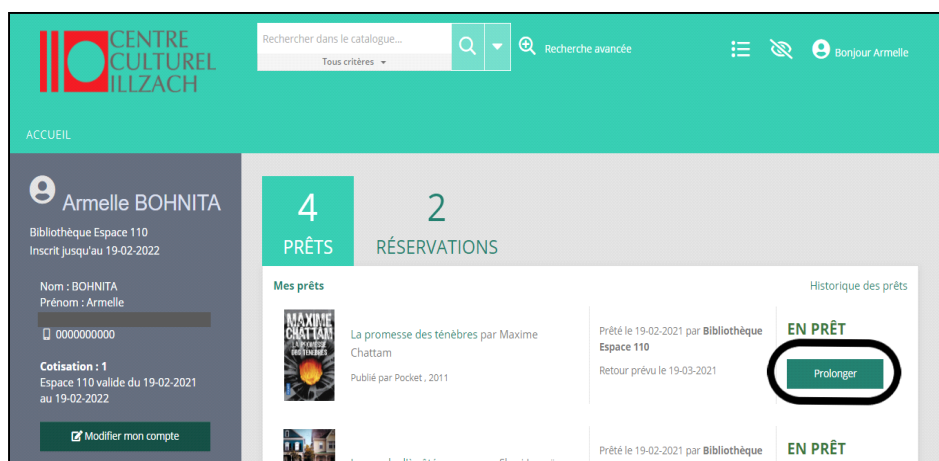 CENTRE
CULTUREL
ILLZACH
Rechercher dans le catalogue...
Tous critères
Recherche avancée
Bonjour Armelle
ACCUEIL
Armelle BOHNITA
Bibliothèque Espace 110
Inscrit jusqu'au 19-02-2022
Nom : BOHNITA
Prénom : Armelle
0000000000
Cotisation : 1
Espace 110 valide du 19-02-2021
au 19-02-2022
Modifier mon compte
4
PRÊTS
2
RÉSERVATIONS
Mes prêts
Historique des prêts
MAXIME
CHATTAM
LA PROMESSE
DES TÉNÈBRES
La promesse des ténèbres par Maxime
Chattam
Publié par Pocket , 2011
Prêté le 19-02-2021 par Bibliothèque
Espace 110
Retour prévu le 19-03-2021
EN PRÊT
Prolonger
Prêté le 19-02-2021 par Bibliothèque
EN PRÊT